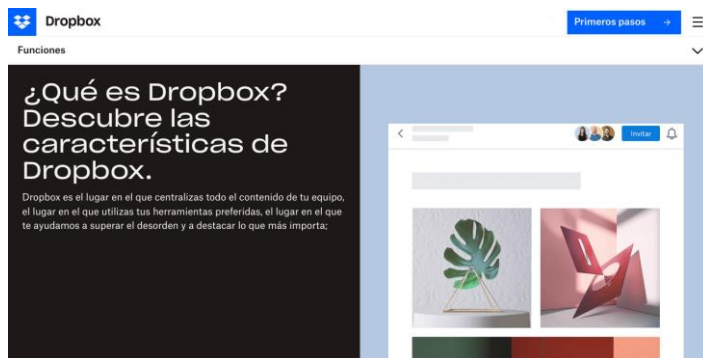 Dropbox
Primeros pasos →
Funciones
¿Qué es Dropbox?
Descubre las
características de
Dropbox.
Dropbox es el lugar en el que centralizas todo el contenido de tu equipo,
el lugar en el que utilizas tus herramientas preferidas, el lugar en el que
te ayudamos a superar el desorden y a destacar lo que más importa;
Invitar